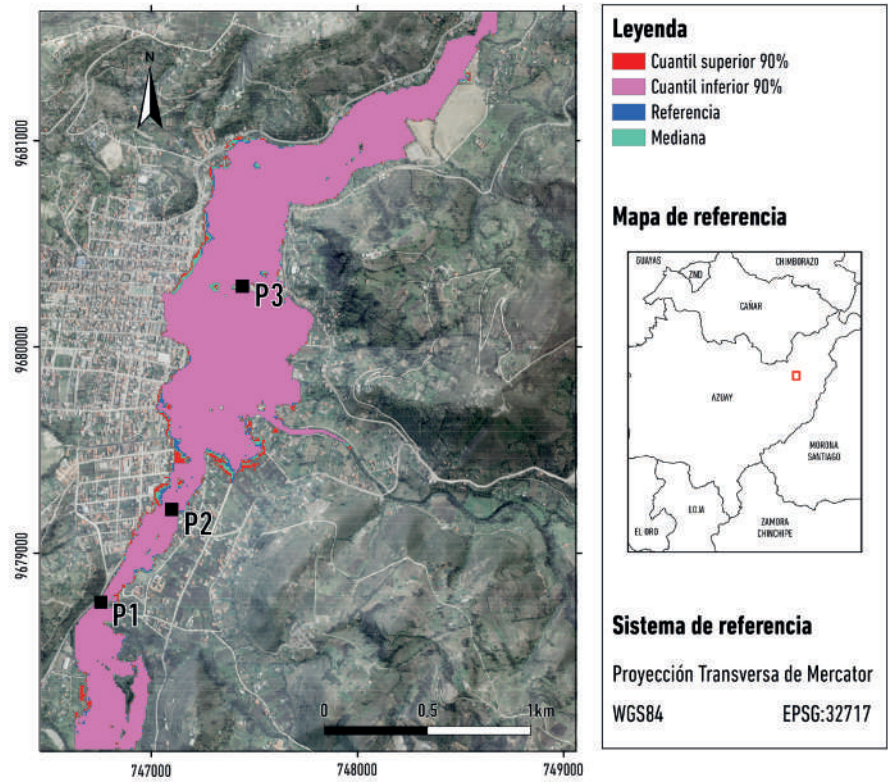 N
9681000
9680000
9679000
P3
P2
P1
0 0.5 1km
747000 748000 749000
Leyenda
Cuantil superior 90%
Cuantil inferior 90%
Referencia
Mediana
Mapa de referencia
GUAYAS
ZND
CHIMBORAZO
CAÑAR
AZUAY
MORONA
SANTIAGO
LOJA
EL ORO
ZAMORA
CHINCHIPE
Sistema de referencia
Proyección Transversa de Mercator
WGS84 EPSG:32717